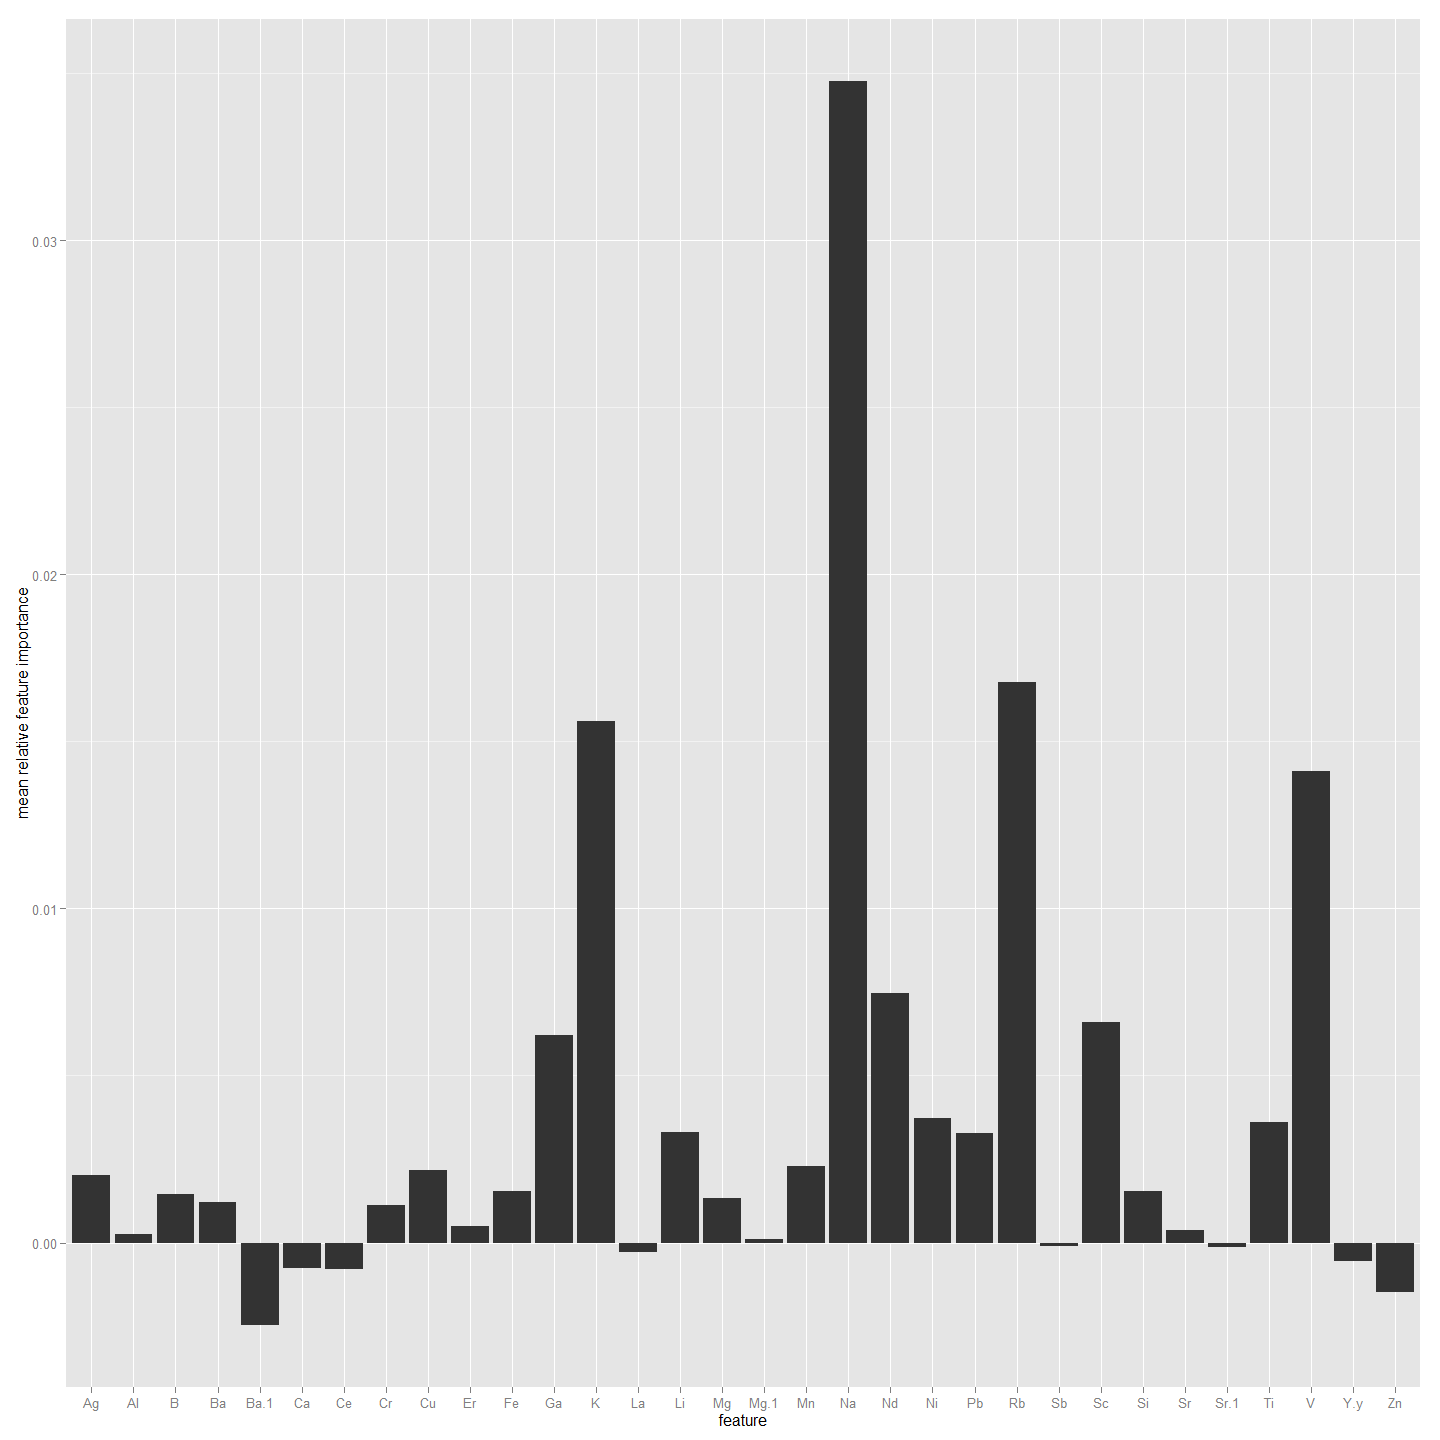 mean relative feature importance
0.03
0.02
0.01
0.00
Ag Al B Ba Ba.1 Ca Ce Cr Cu Er Fe Ga K La Li Mg Mg.1 Mn Na Nd Ni Pb Rb Sb Sc Si Sr Sr.1 Ti V Y.y Zn
feature